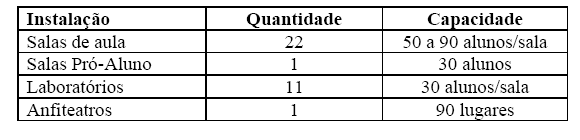 Instalação Quantidade Capacidade
Salas de aula 22 50 a 90 alunos/sala
Salas Pró-Aluno 1 30 alunos
Laboratórios 11 30 alunos/sala
Anfiteatros 1 90 lugares